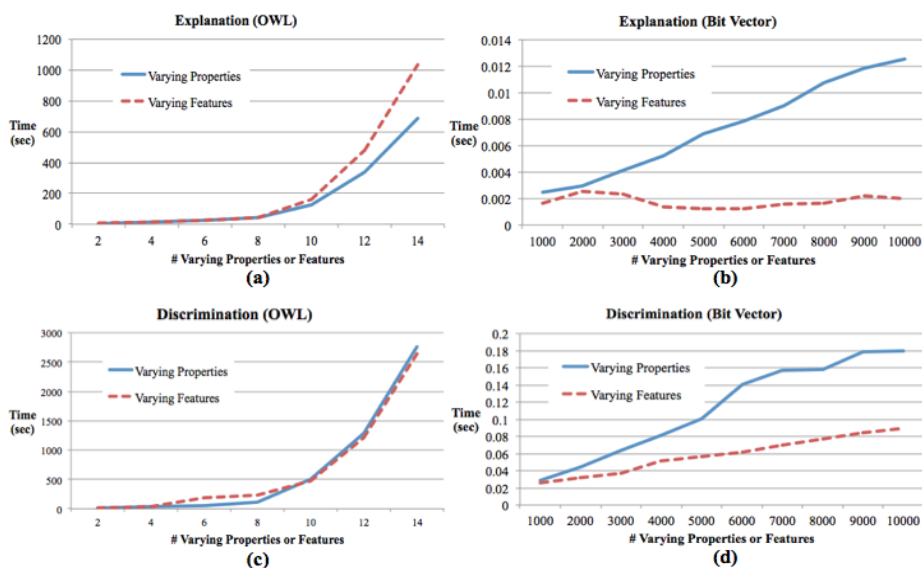 Explanation (OWL)
1200
1000
800
600
400
200
0
Time
(sec)
Varying Properties
Varying Features
2 4 6 8 10 12 14
# Varying Properties or Features
(a)
Explanation (Bit Vector)
0.014
0.012
0.01
0.008
0.006
0.004
0.002
0
Time
(sec)
Varying Properties
Varying Features
1000 2000 3000 4000 5000 6000 7000 8000 9000 10000
# Varying Properties or Features
(b)
Discrimination (OWL)
3000
2500
2000
1500
1000
500
0
Time
(sec)
Varying Properties
Varying Features
2 4 6 8 10 12 14
# Varying Properties or Features
(c)
Discrimination (Bit Vector)
0.2
0.18
0.16
0.14
0.12
0.1
0.08
0.06
0.04
0.02
0
Time
(sec)
Varying Properties
Varying Features
1000 2000 3000 4000 5000 6000 7000 8000 9000 10000
# Varying Properties or Features
(d)